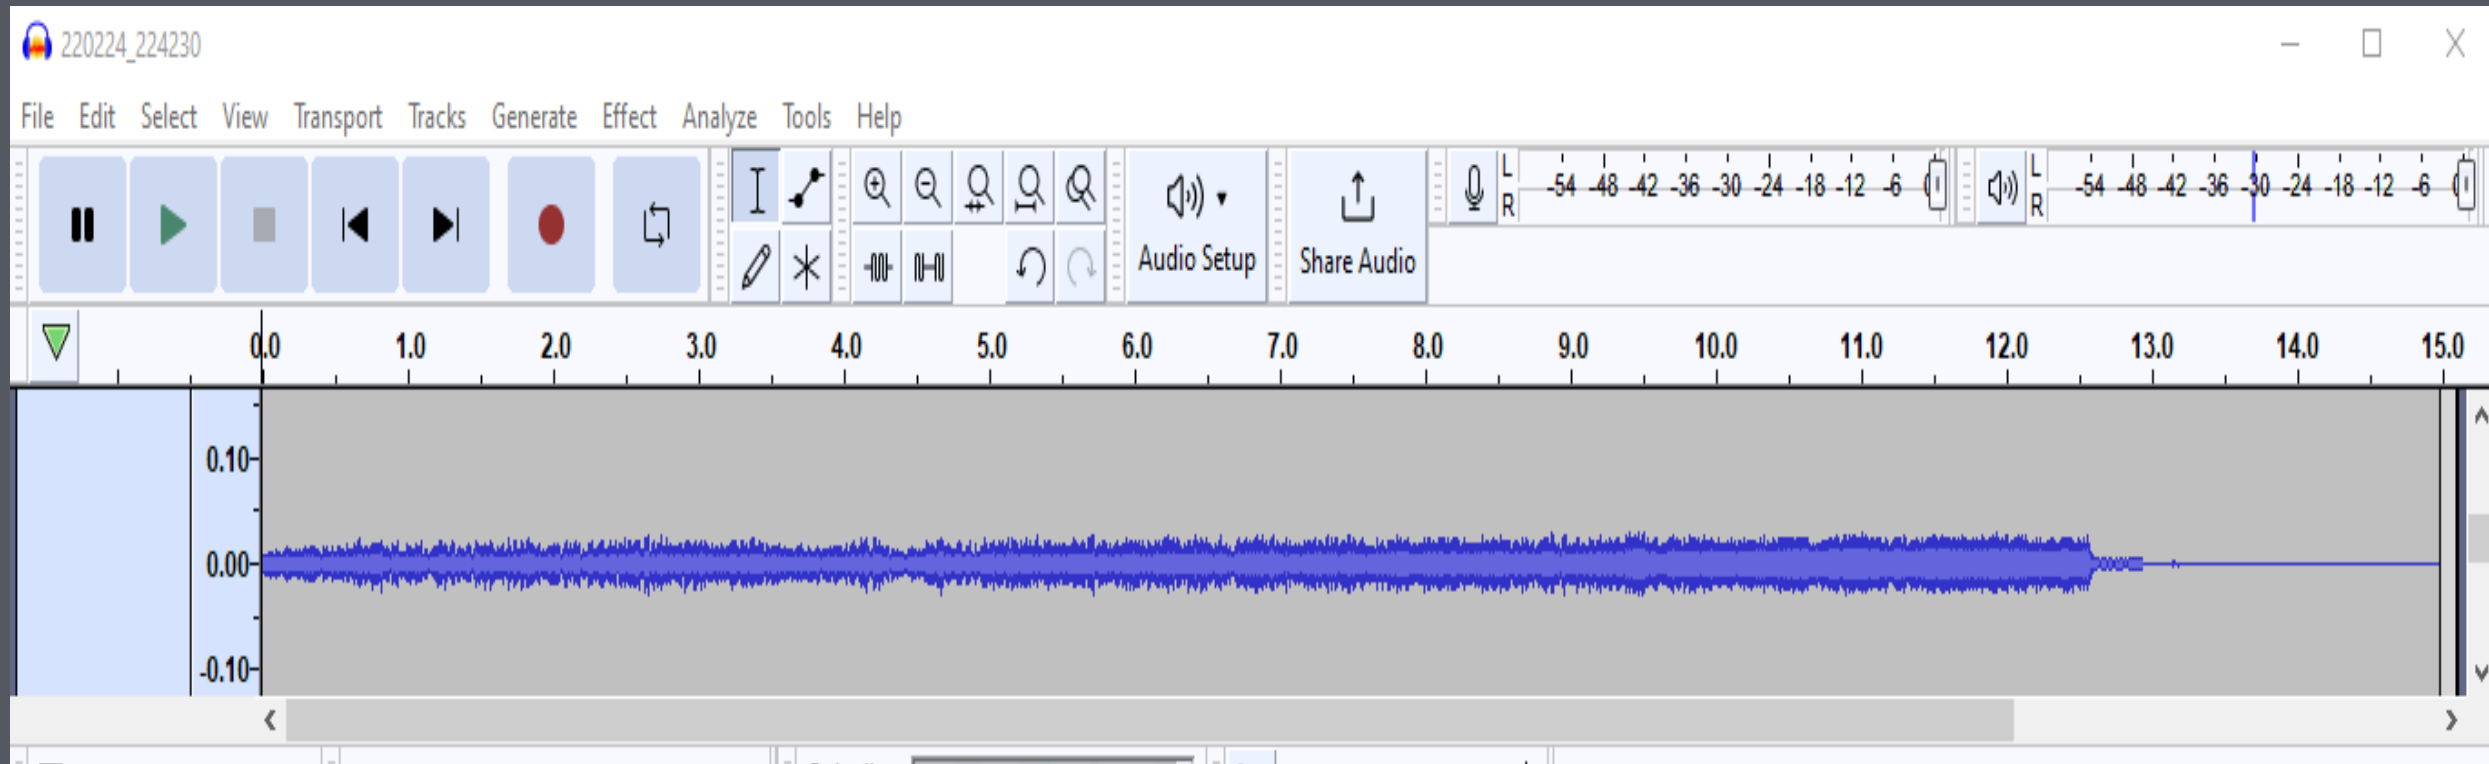 220224_224230
File Edit Select View Transport Tracks Generate Effect Analyze Tools Help
L -54 -48 -42 -36 -30 -24 -18 -12 -6 L -54 -48 -42 -36 -30 -24 -18 -12 -6
R R
Audio Setup Share Audio
0.0 1.0 2.0 3.0 4.0 5.0 6.0 7.0 8.0 9.0 10.0 11.0 12.0 13.0 14.0 15.0
0.10
0.00
-0.10